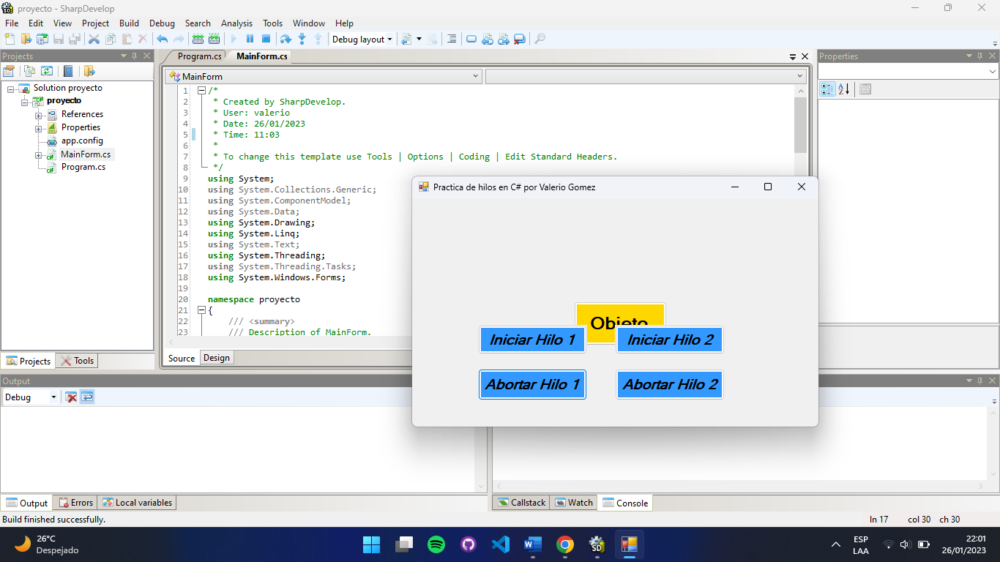 proyecto - SharpDevelop
File Edit View Project Build Debug Search Analysis Tools Window Help
Debug layout
Projects
Program.cs MainForm.cs
Properties
MainForm
Solution proyecto
proyecto
References
Properties
app.config
MainForm.cs
Program.cs
1 /*
2 * Created by SharpDevelop.
3 * User: valerio
4 * Date: 26/01/2023
5 * Time: 11:03
6 *
7 * To change this template use Tools | Options | Coding | Edit Standard Headers.
8 */
9 using System;
10 using System.Collections.Generic;
11 using System.ComponentModel;
12 using System.Data;
13 using System.Drawing;
14 using System.Linq;
15 using System.Text;
16 using System.Threading;
17 using System.Threading.Tasks;
18 using System.Windows.Forms;
19
20 namespace proyecto
21 {
22 /// <summary>
23 /// Description of MainForm.
Practica de hilos en C# por Valerio Gomez
Objeto
Iniciar Hilo 1 Iniciar Hilo 2
Abortar Hilo 1 Abortar Hilo 2
Projects Tools
Source Design
Output
Debug
Output Errors Local variables
Callstack Watch Console
Build finished successfully.
ln 17 col 30 ch 30
26°C
Despejado
ESP
LAA
22:01
26/01/2023